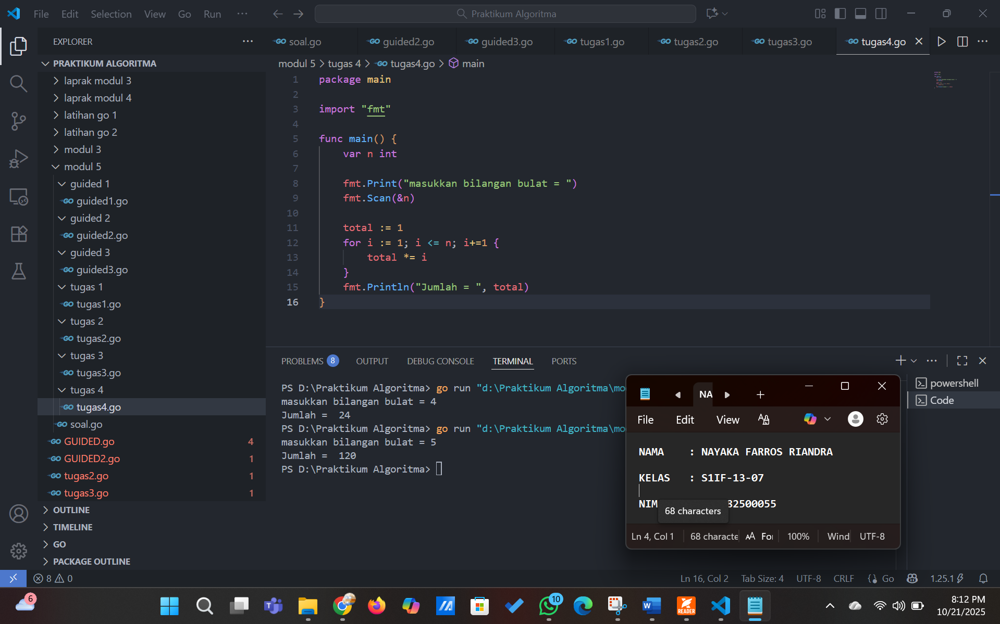 File Edit Selection View Go Run ··· Praktikum Algoritma
EXPLORER ···
soal.go guided2.go guided3.go tugas1.go tugas2.go tugas3.go tugas4.go
PRAKTIKUM ALGORITMA
laprak modul 3
laprak modul 4
latihan go 1
latihan go 2
modul 3
modul 5
guided 1
guided1.go
guided 2
guided2.go
guided 3
guided3.go
tugas 1
tugas1.go
tugas 2
tugas2.go
tugas 3
tugas3.go
tugas 4
tugas4.go
soal.go
GUIDED.go 4
GUIDED2.go 1
tugas2.go 1
tugas3.go 1
OUTLINE
TIMELINE
GO
PACKAGE OUTLINE
modul 5 > tugas 4 > tugas4.go > main
1 package main
2
3 import "fmt"
4
5 func main() {
6 var n int
7
8 fmt.Print("masukkan bilangan bulat = ")
9 fmt.Scan(&n)
10
11 total := 1
12 for i := 1; i <= n; i+=1 {
13 total *= i
14 }
15 fmt.Println("Jumlah = ", total)
16 }
PROBLEMS 8 OUTPUT DEBUG CONSOLE TERMINAL PORTS
PS D:\Praktikum Algoritma> go run "d:\Praktikum Algoritma\mo
masukkan bilangan bulat = 4
Jumlah =  24
PS D:\Praktikum Algoritma> go run "d:\Praktikum Algoritma\mo
masukkan bilangan bulat = 5
Jumlah =  120
PS D:\Praktikum Algoritma>
powershell
Code
NA
File Edit View
NAMA : NAYAKA FARROS RIANDRA
KELAS : S1IF-13-07
NIM 82500055
68 characters
Ln 4, Col 1 68 characte For 100% Wind UTF-8
8 0 Ln 16, Col 2 Tab Size: 4 UTF-8 CRLF {} Go 1.25.1
6 10 READER 8:12 PM
10/21/2025